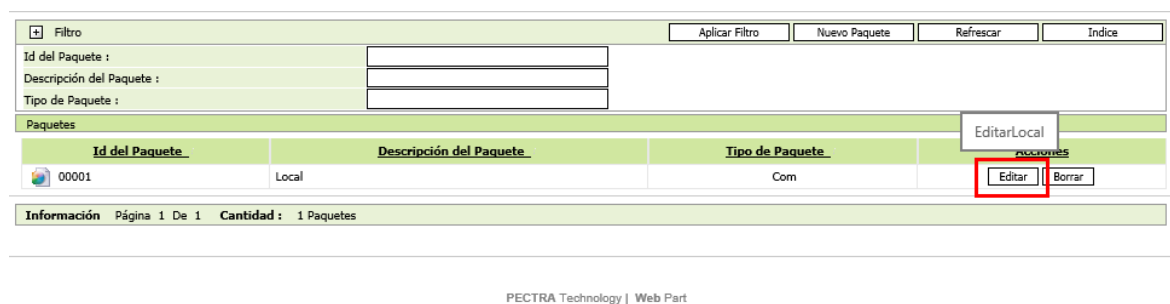 Filtro Aplicar Filtro Nuevo Paquete Refrescar Indice
Id del Paquete :
Descripción del Paquete :
Tipo de Paquete :
Paquetes
EditarLocal
Id del Paquete Descripción del Paquete Tipo de Paquete Acciones
00001 Local Com Editar Borrar
Información Página 1 De 1 Cantidad : 1 Paquetes
PECTRA Technology | Web Part